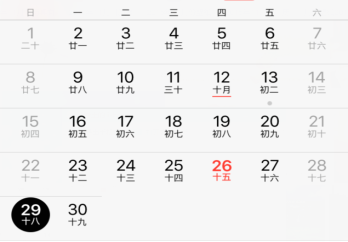 日 一 二 三 四 五 六
1 2 3 4 5 6 7
二十 廿一 廿二 廿三 廿四 廿五 廿六
8 9 10 11 12 13 14
廿七 廿八 廿九 三十 十月 初二 初三
15 16 17 18 19 20 21
初四 初五 初六 初七 初八 初九 初十
22 23 24 25 26 27 28
十一 十二 十三 十四 十五 十六 十七
29 30
十八 十九